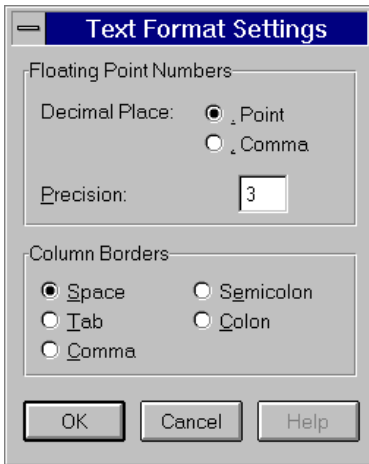 Text Format Settings
Floating Point Numbers
Decimal Place: . Point
, Comma
Precision: 3
Column Borders
Space Semicolon
Tab Colon
Comma
OK Cancel Help